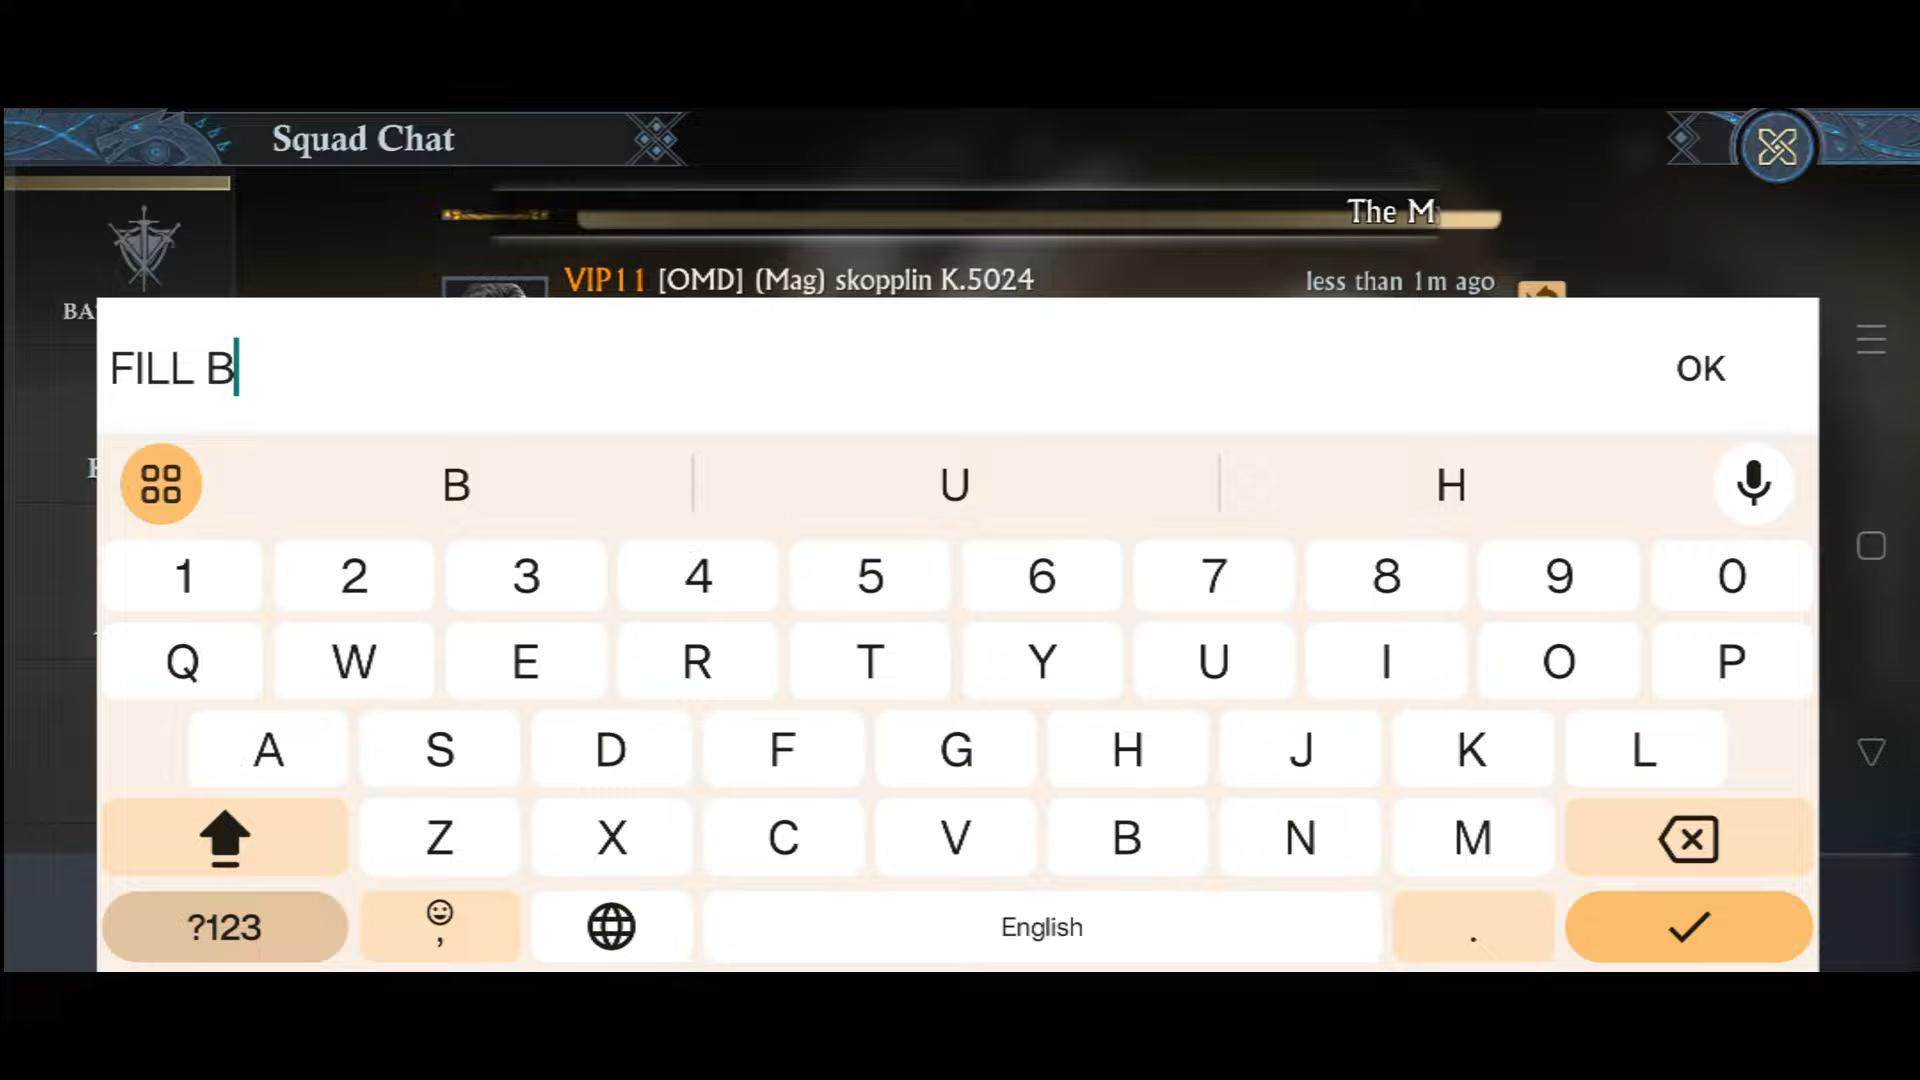 Squad Chat
The M
VIP11 [OMD] (Mag) skopplin K.5024
less than 1m ago
BA
FILL B
OK
B U H
1 2 3 4 5 6 7 8 9 0
Q W E R T Y U I O P
A S D F G H J K L
Z X C V B N M
?123 , English .